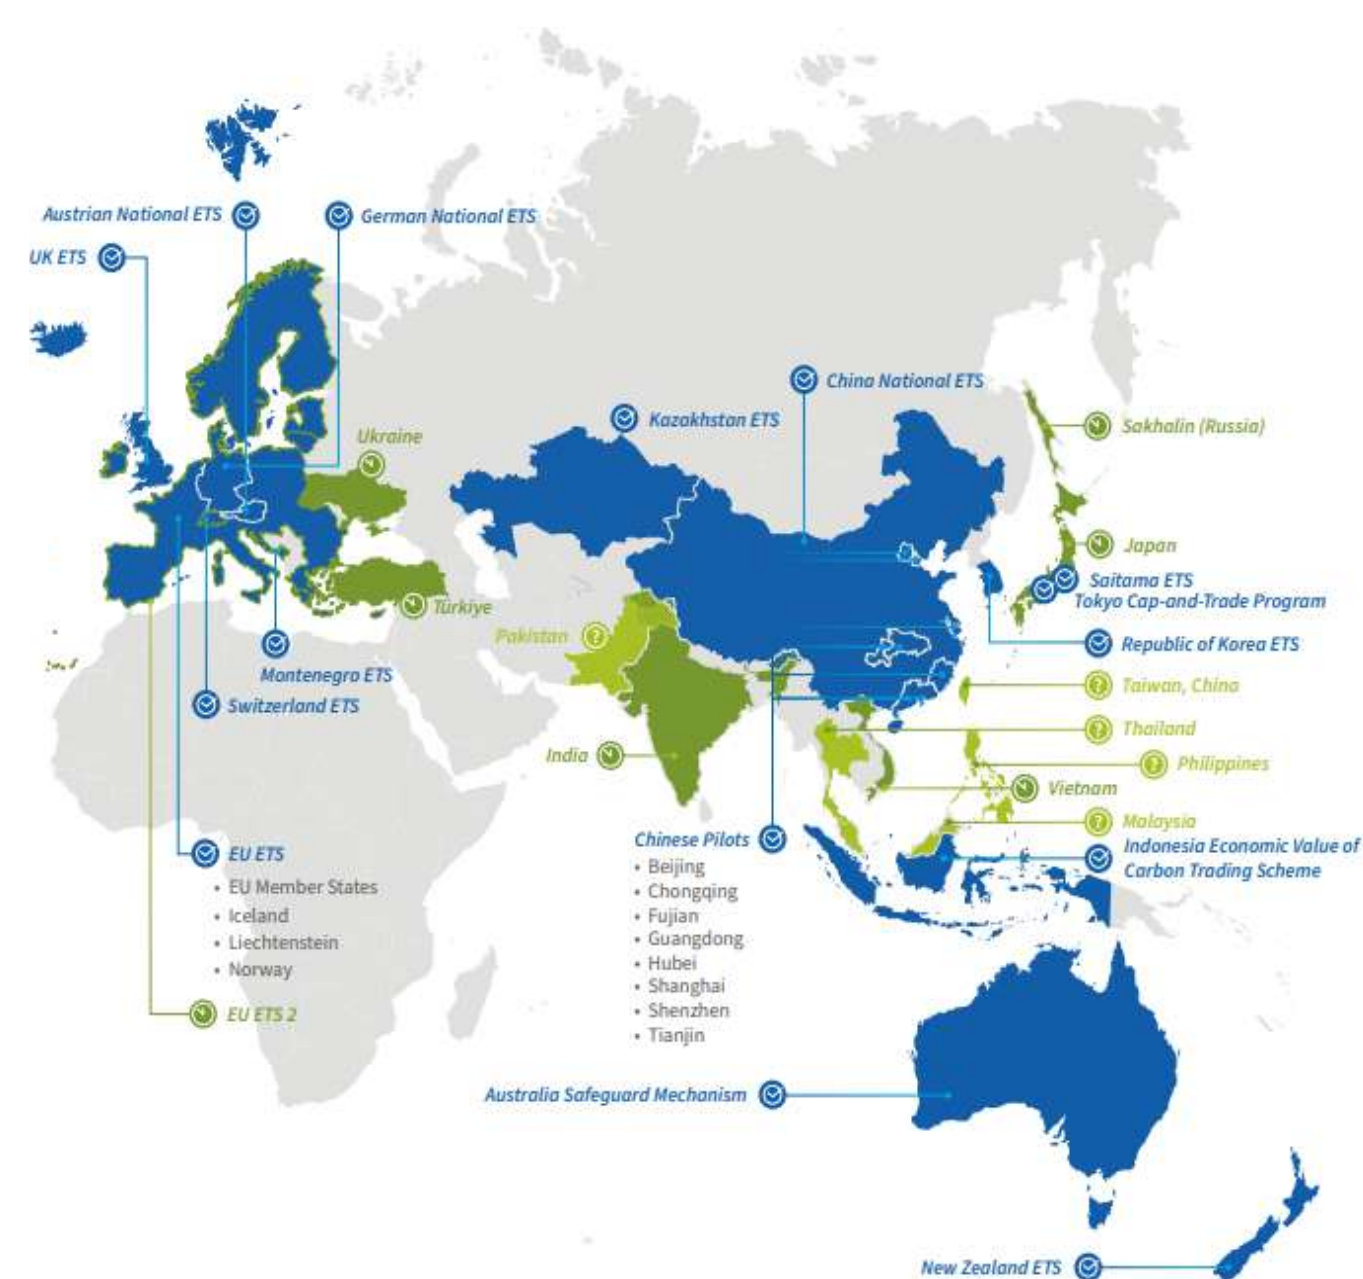 Austrian National ETS
German National ETS
UK ETS
China National ETS
Kazakhstan ETS
Sakhalin (Russia)
Ukraine
Japan
Saitama ETS
Tokyo Cap-and-Trade Program
Türkiye
Pakistan
?
Republic of Korea ETS
Montenegro ETS
?
Taiwan, China
Switzerland ETS
?
Thailand
India
?
Philippines
Vietnam
?
Malaysia
Chinese Pilots
• Beijing
• Chongqing
• Fujian
• Guangdong
• Hubei
• Shanghai
• Shenzhen
• Tianjin
Indonesia Economic Value of
Carbon Trading Scheme
EU ETS
• EU Member States
• Iceland
• Liechtenstein
• Norway
EU ETS 2
Australia Safeguard Mechanism
New Zealand ETS